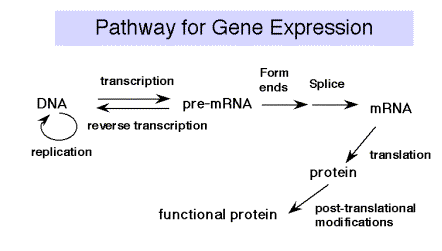 Pathway for Gene Expression
transcription
Form
ends
Splice
DNA
pre-mRNA
mRNA
reverse transcription
replication
translation
protein
functional protein
post-translational
modifications